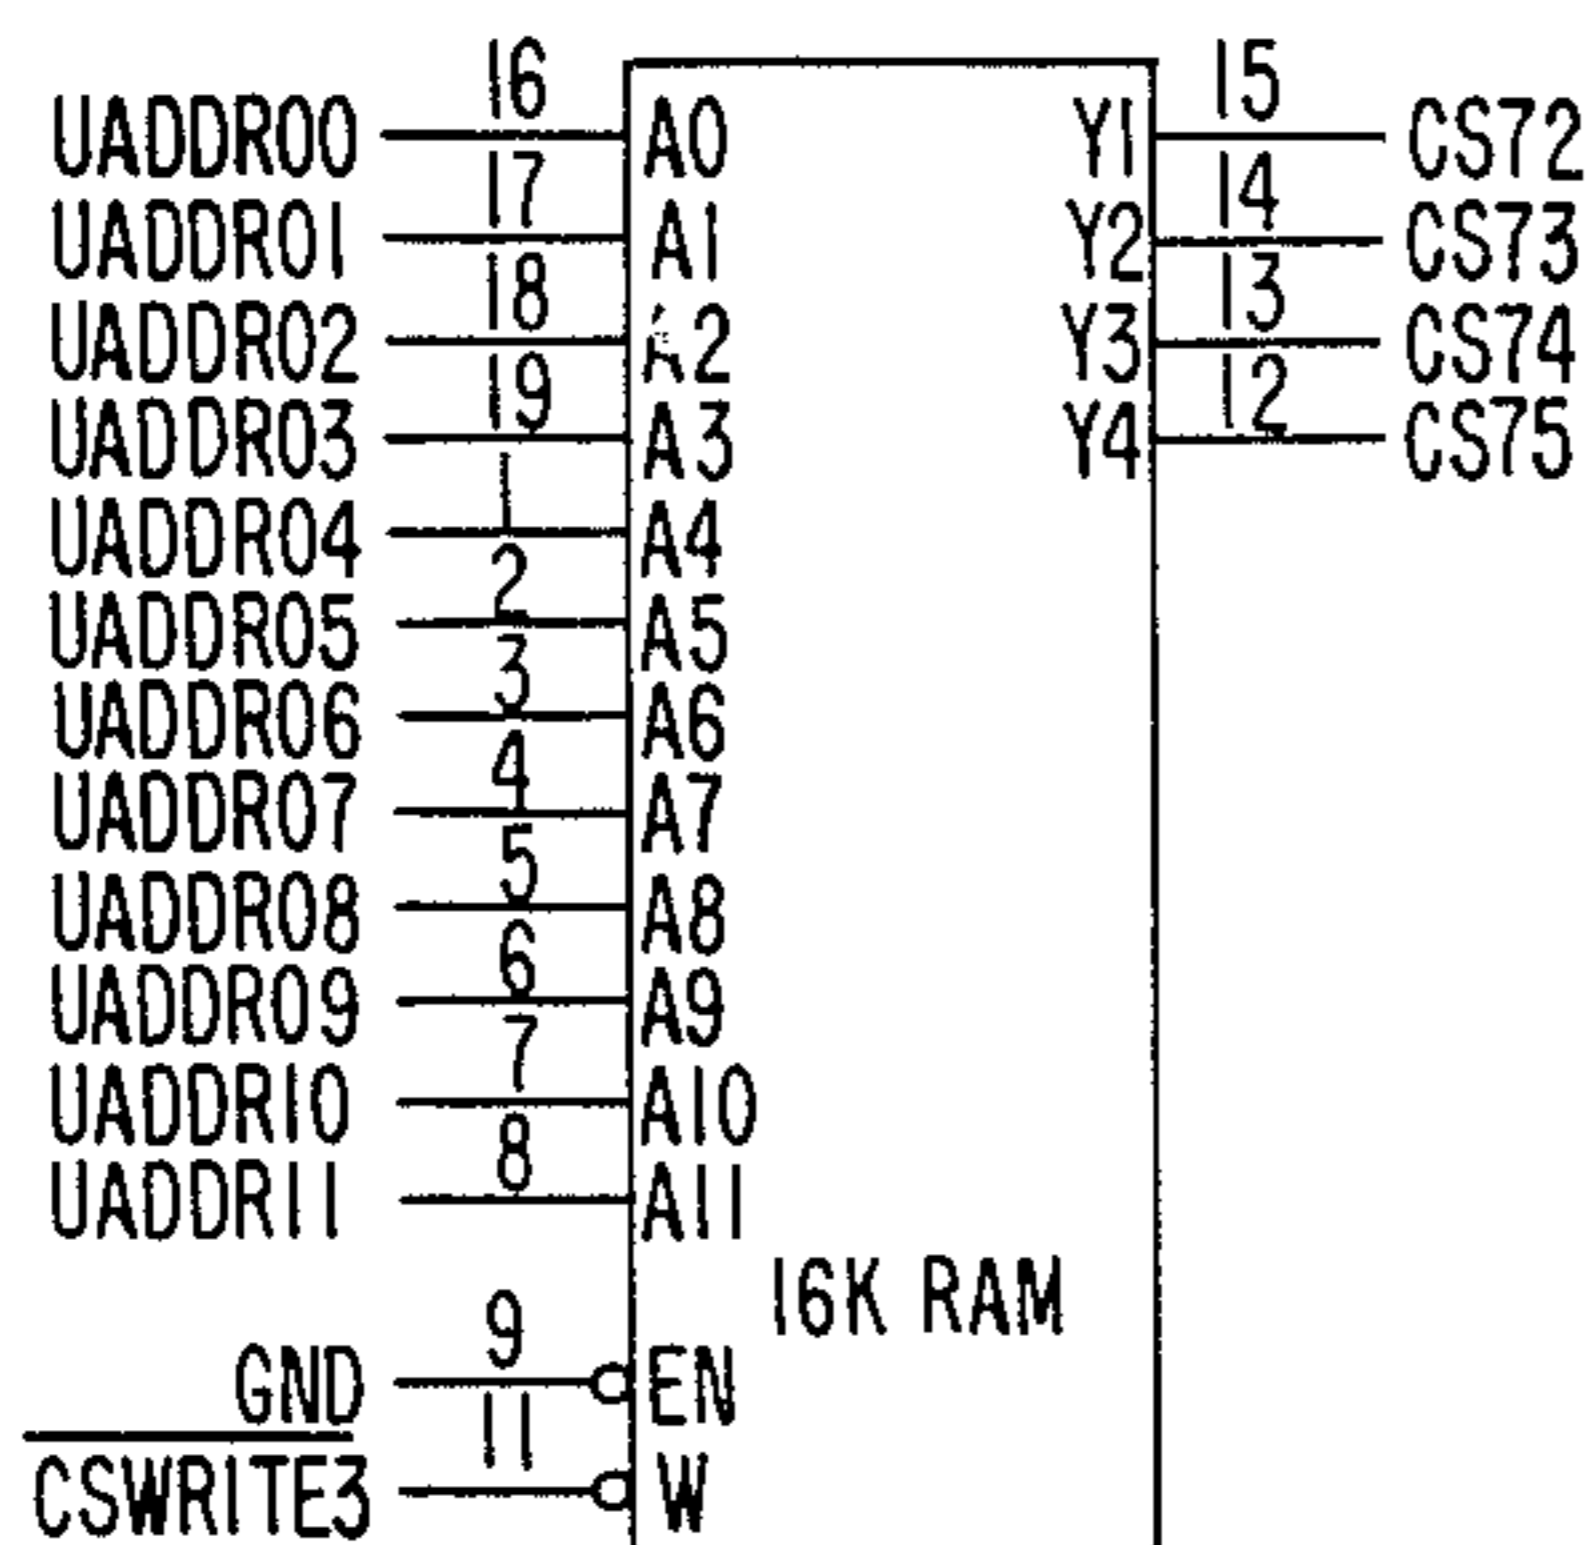 16 15
UADDR00 A0 Y1 CS72
17 14
UADDR01 A1 Y2 CS73
18 13
UADDR02 A2 Y3 CS74
19 12
UADDR03 A3 Y4 CS75
1
UADDR04 A4
2
UADDR05 A5
3
UADDR06 A6
4
UADDR07 A7
5
UADDR08 A8
6
UADDR09 A9
7
UADDR10 A10
8
UADDR11 A11
16K RAM
9
GND EN
11
CSWRITE3 W